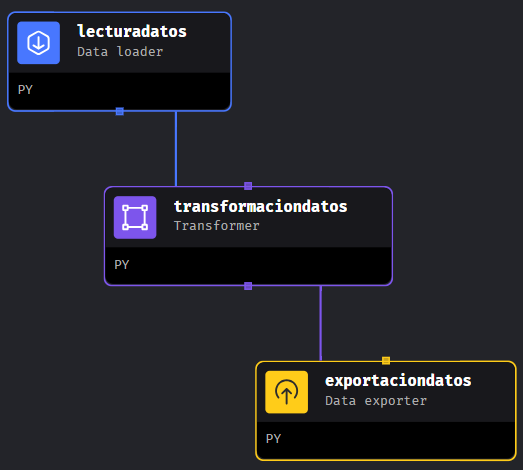 lecturadatos
Data loader
PY
transformaciondatos
Transformer
PY
exportaciondatos
Data exporter
PY